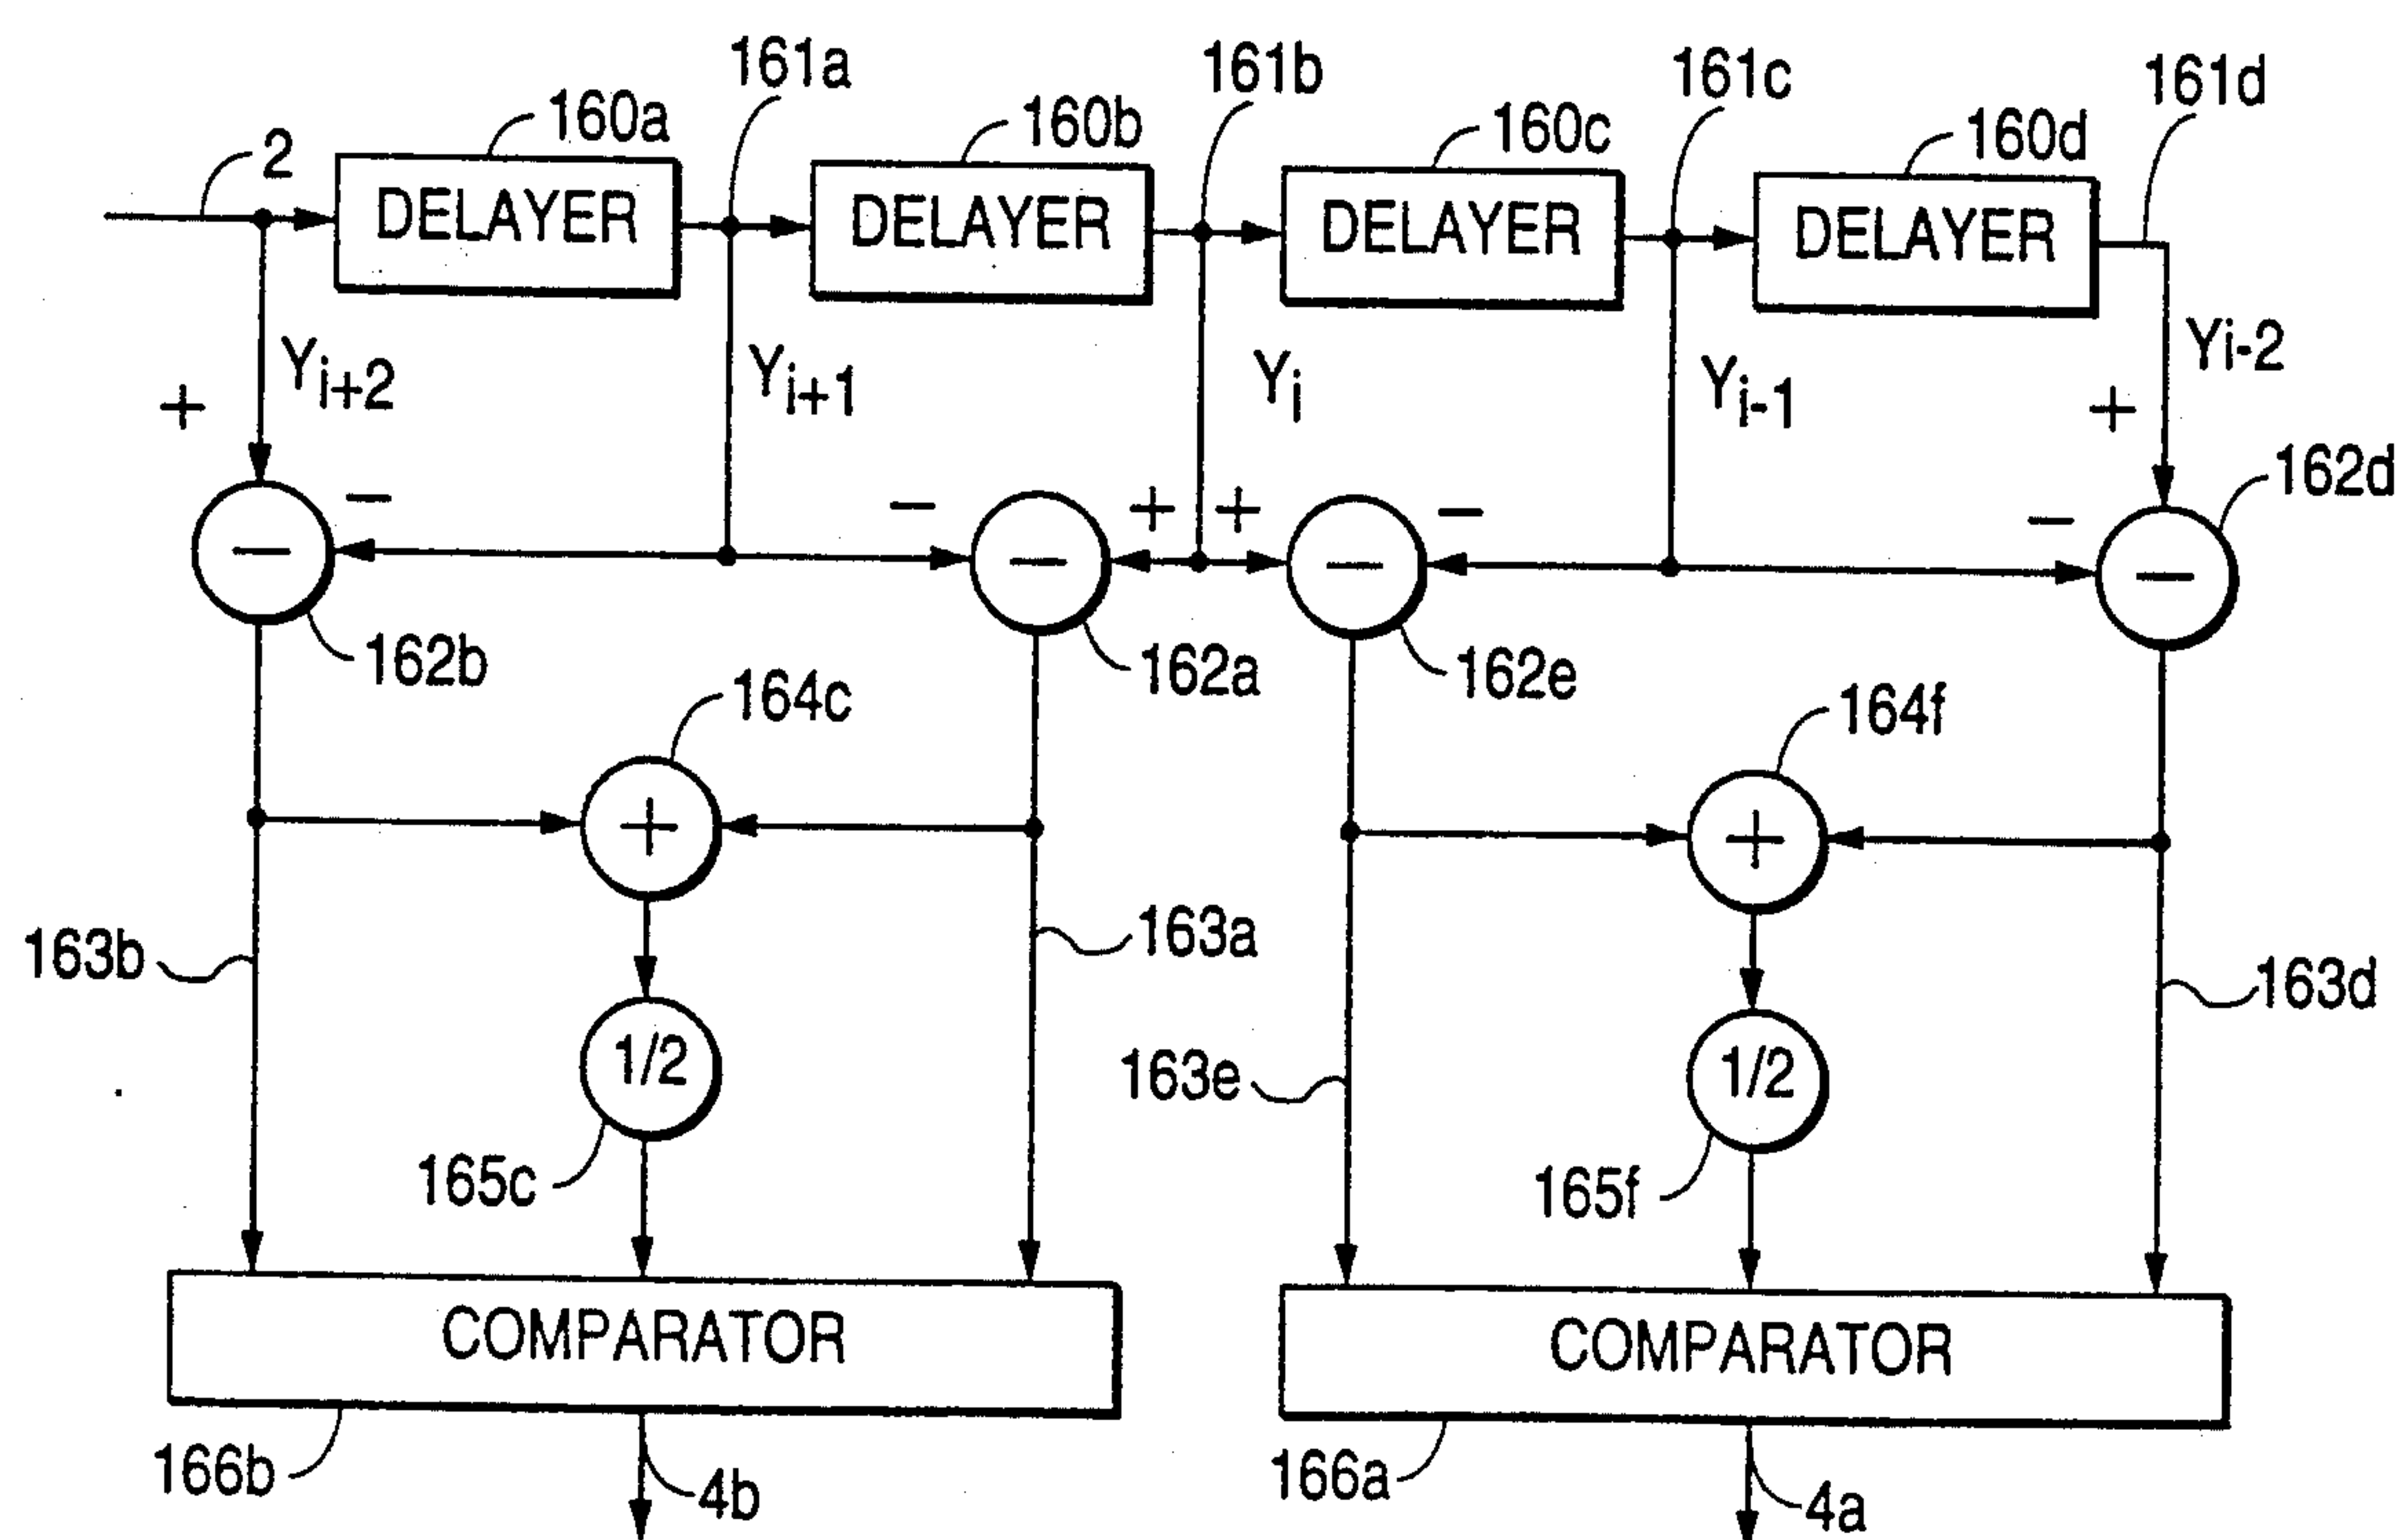 161a
161b
161c
161d
160a
160b
160c
160d
2
DELAYER
DELAYER
DELAYER
DELAYER
+
Yi+2
Yi+1
Yi
Yi-1
+
Yi-2
−
−
+ +
−
−
162d
−
−
−
−
162b
162a
162e
164c
164f
+
+
163b
163a
163e
163d
1/2
1/2
165c
165f
COMPARATOR
COMPARATOR
166b
4b
166a
4a